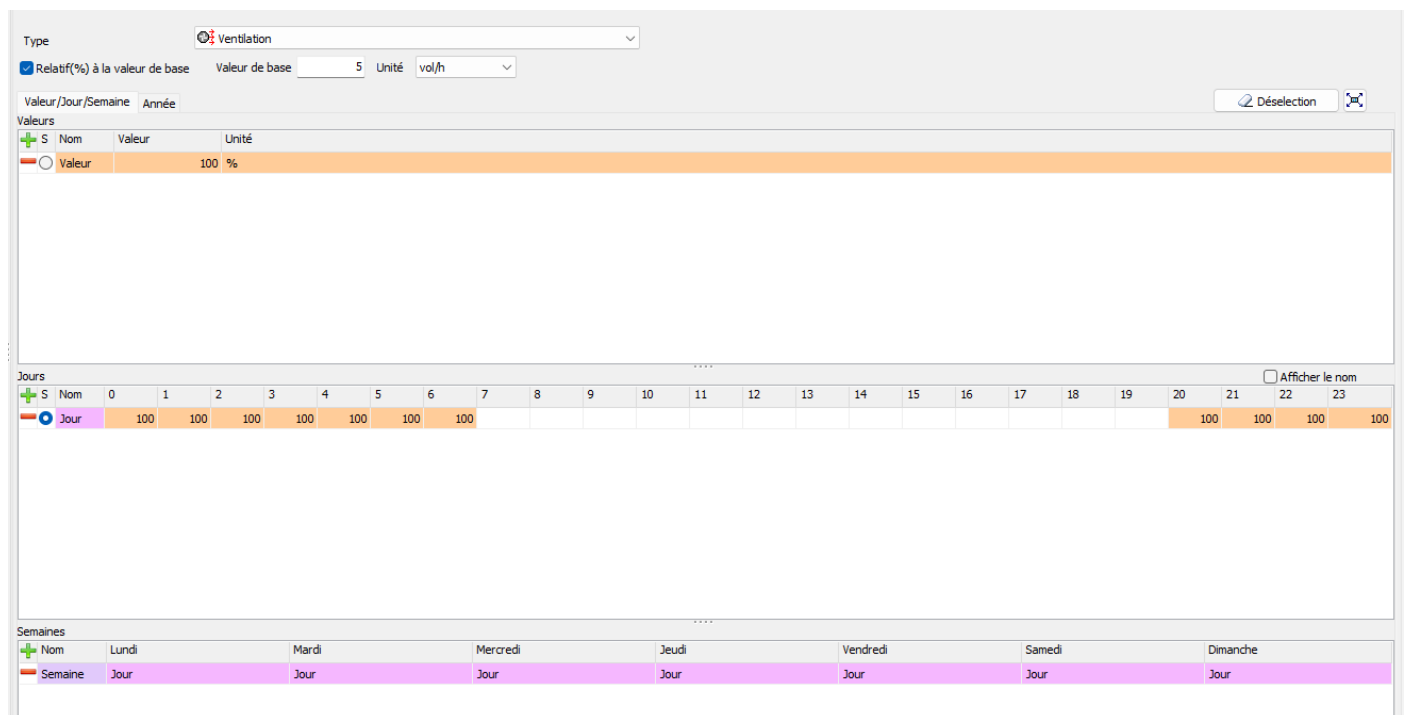 Type Ventilation
Relatif(%) à la valeur de base Valeur de base 5 Unité vol/h
Valeur/Jour/Semaine Année Déselection
Valeurs
S Nom Valeur Unité
Valeur 100 %
Jours Afficher le nom
S Nom 0 1 2 3 4 5 6 7 8 9 10 11 12 13 14 15 16 17 18 19 20 21 22 23
Jour 100 100 100 100 100 100 100 100 100 100 100
Semaines
Nom Lundi Mardi Mercredi Jeudi Vendredi Samedi Dimanche
Semaine Jour Jour Jour Jour Jour Jour Jour